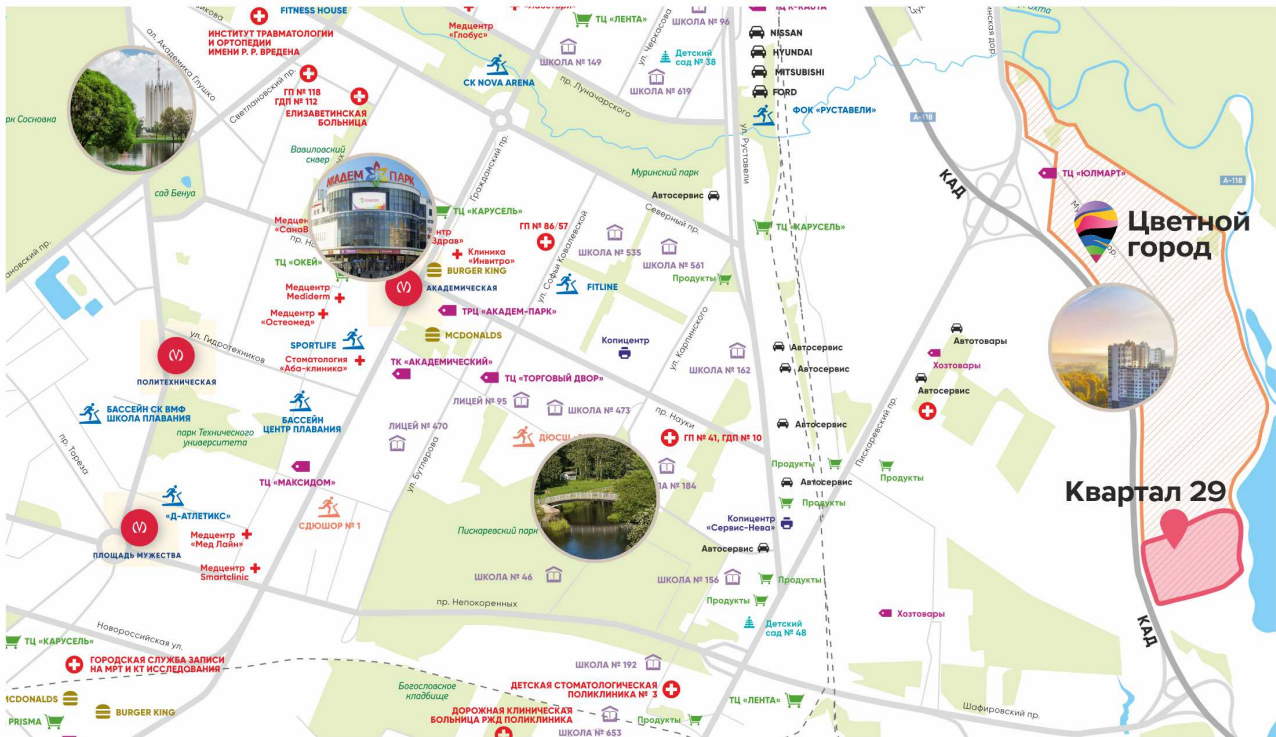 FITNESS HOUSE
ИНСТИТУТ ТРАВМАТОЛОГИИ
И ОРТОПЕДИИ
ИМЕНИ Р. Р. ВРЕДЕНА
ал. Академика Глушко
Светлановский пр.
ГП № 118
ГДП № 112
ЕЛИЗАВЕТИНСКАЯ
БОЛЬНИЦА
Медцентр
«Глобус»
ТЦ «ЛЕНТА»
ШКОЛА № 96
ШКОЛА № 149
ул. Черкасова
Детский
сад № 38
ШКОЛА № 619
СК NOVA ARENA
пр. Луначарского
NISSAN
HYUNDAI
MITSUBISHI
FORD
ФОК «РУСТАВЕЛИ»
ул. Руставели
А-118
А-118
КАД
ТЦ «ЮЛМАРТ»
Цветной
город
Вавиловский
сквер
сад Бенуа
АКАДЕМ ПАРК
Гражданский пр.
Муринский парк
Автосервис
Северный пр.
ТЦ «КАРУСЕЛЬ»
ТЦ «КАРУСЕЛЬ»
ГП № 86/57
Клиника
«Инвитро»
ул. Софьи Ковалевской
ШКОЛА № 535
ШКОЛА № 561
Продукты
ТЦ «ОКЕЙ»
BURGER KING
АКАДЕМИЧЕСКАЯ
FITLINE
Медцентр
Mediderm
Медцентр
«Остеомед»
ТРЦ «АКАДЕМ-ПАРК»
MCDONALDS
SPORTLIFE
Стоматология
«Аба-клиника»
ТК «АКАДЕМИЧЕСКИЙ»
ТЦ «ТОРГОВЫЙ ДВОР»
Копицентр
ул. Карпинского
ШКОЛА № 162
Автосервис
Автосервис
Автотовары
Хозтовары
Автосервис
ул. Гидротехников
ПОЛИТЕХНИЧЕСКАЯ
БАССЕЙН СК ВМФ
ШКОЛА ПЛАВАНИЯ
БАССЕЙН
ЦЕНТР ПЛАВАНИЯ
парк Технического
университета
пр. Тореза
ЛИЦЕЙ № 95
ШКОЛА № 473
ЛИЦЕЙ № 470
ул. Бутлерова
пр. Науки
ГП № 41, ГДП № 10
Автосервис
Пискаревский пр.
Продукты
Продукты
Автосервис
Продукты
ТЦ «МАКСИДОМ»
СДЮШОР № 1
«Д-АТЛЕТИКС»
ПЛОЩАДЬ МУЖЕСТВА
Медцентр
«Мед Лайн»
Медцентр
Smartclinic
Пискаревский парк
Копицентр
«Сервис-Нева»
Автосервис
Квартал 29
ШКОЛА № 46
ШКОЛА № 156
Продукты
Продукты
Детский
сад № 48
Хозтовары
КАД
пр. Непокоренных
Новороссийская ул.
ТЦ «КАРУСЕЛЬ»
ГОРОДСКАЯ СЛУЖБА ЗАПИСИ
НА МРТ И КТ ИССЛЕДОВАНИЯ
MCDONALDS
BURGER KING
PRISMA
Богословское
кладбище
ШКОЛА № 192
ДЕТСКАЯ СТОМАТОЛОГИЧЕСКАЯ
ПОЛИКЛИНИКА № 3
ДОРОЖНАЯ КЛИНИЧЕСКАЯ
БОЛЬНИЦА РЖД ПОЛИКЛИНИКА
ШКОЛА № 653
Продукты
ТЦ «ЛЕНТА»
Шафировский пр.